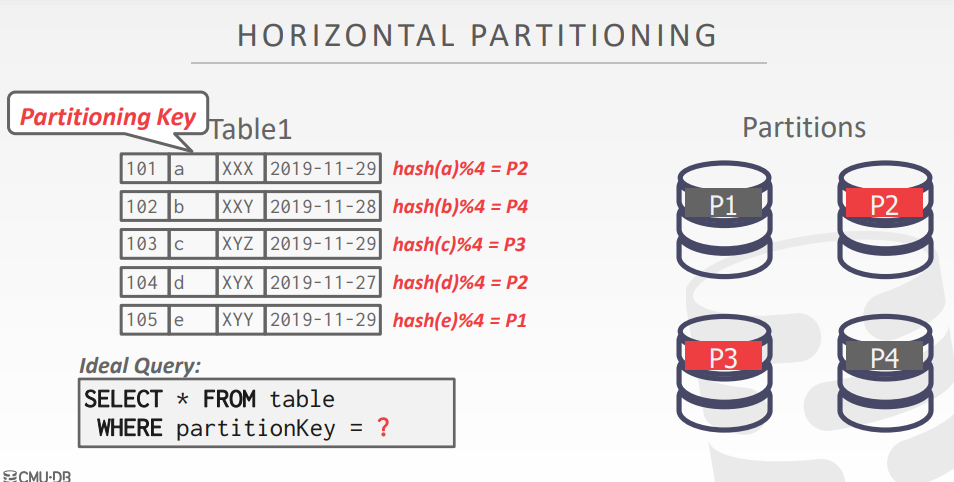 HORIZONTAL PARTITIONING
Partitioning Key
Table1
101 a XXX 2019-11-29 hash(a)%4 = P2
102 b XXY 2019-11-28 hash(b)%4 = P4
103 c XYZ 2019-11-29 hash(c)%4 = P3
104 d XYX 2019-11-27 hash(d)%4 = P2
105 e XYY 2019-11-29 hash(e)%4 = P1
Ideal Query:
SELECT * FROM table
WHERE partitionKey = ?
Partitions
P1 P2
P3 P4
CMU·DB